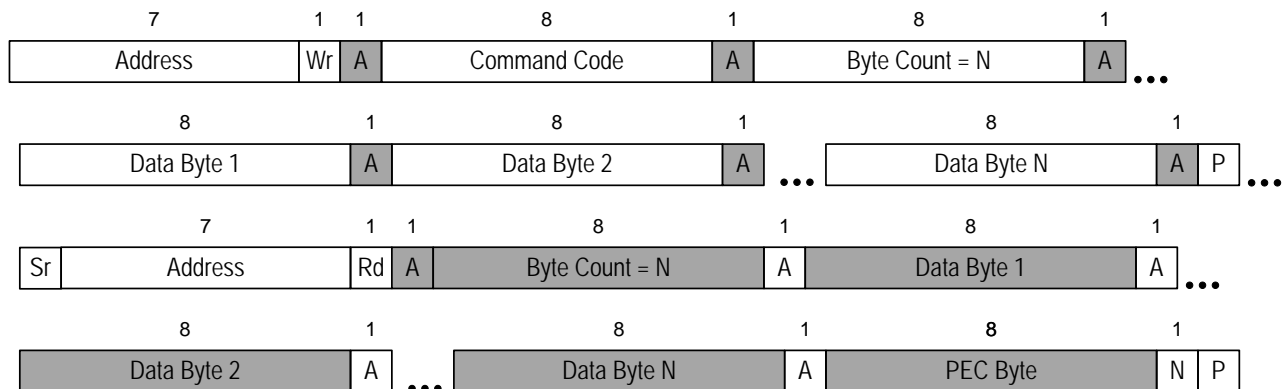 7 1 1 8 1 8 1
Address Wr A Command Code A Byte Count = N A ...
8 1 8 1 8 1
Data Byte 1 A Data Byte 2 A ... Data Byte N A P ...
7 1 1 8 1 8 1
Sr Address Rd A Byte Count = N A Data Byte 1 A ...
8 1 8 1 8 1
Data Byte 2 A ... Data Byte N A PEC Byte N P